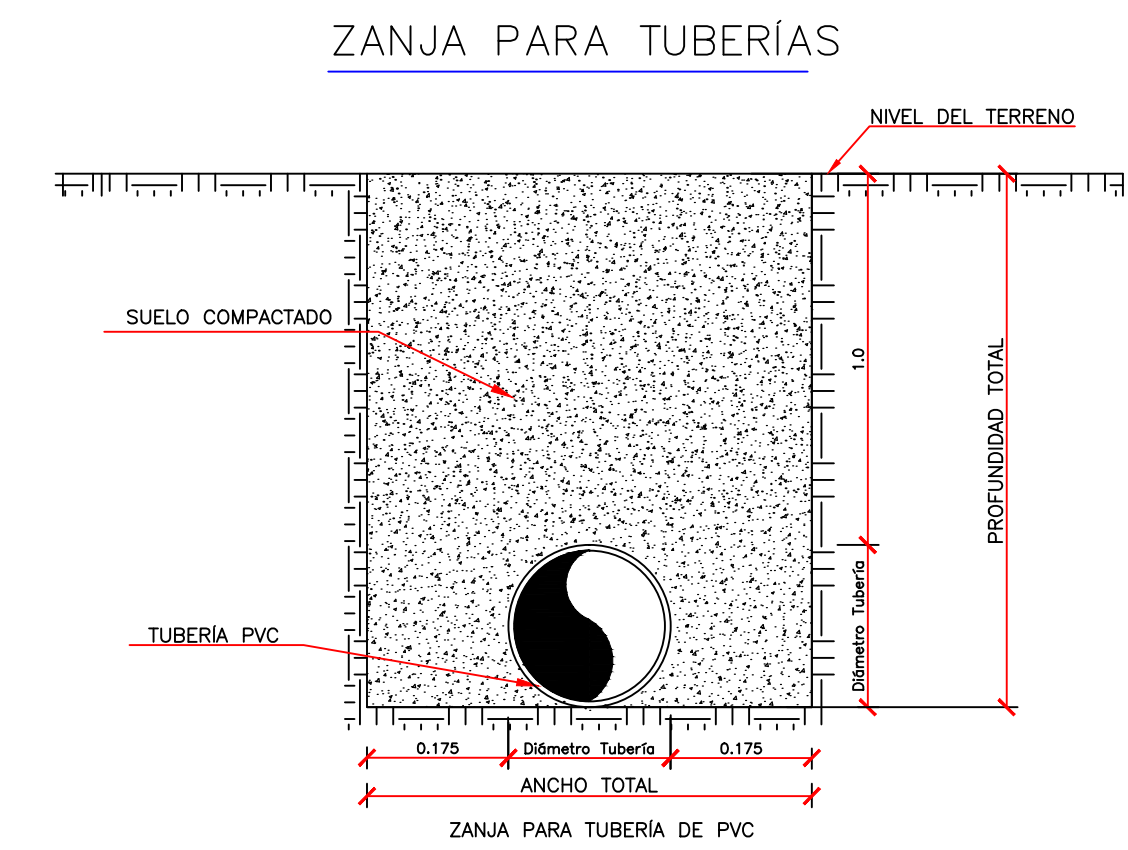 ZANJA PARA TUBERÍAS
NIVEL DEL TERRENO
SUELO COMPACTADO
1.0
PROFUNDIDAD TOTAL
Diámetro Tubería
TUBERÍA PVC
0.175
Diámetro Tubería
0.175
ANCHO TOTAL
ZANJA PARA TUBERÍA DE PVC